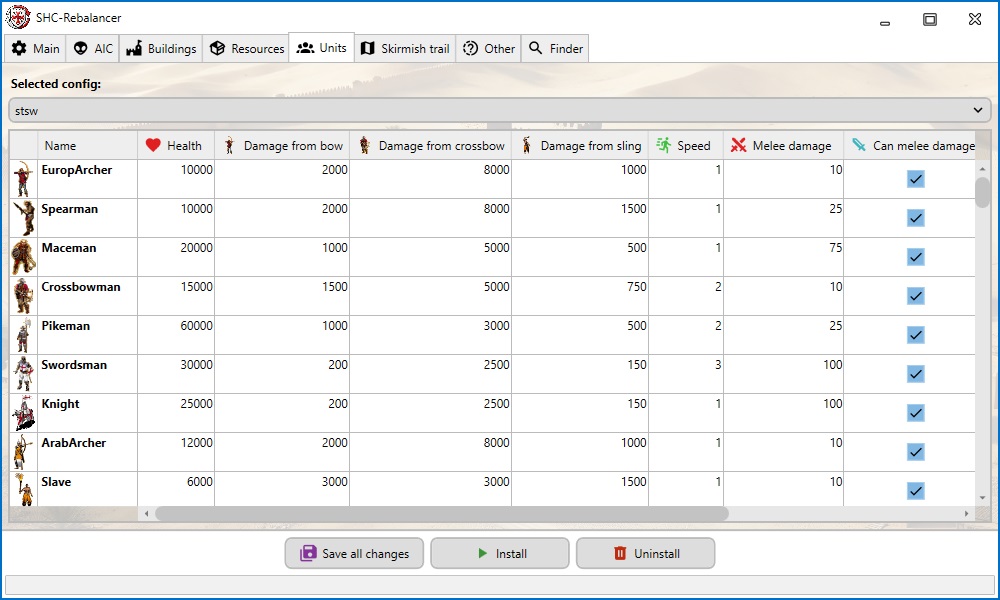 SHC-Rebalancer
Main AIC Buildings Resources Units Skirmish trail Other Finder
Selected config:
stsw
Name Health Damage from bow Damage from crossbow Damage from sling Speed Melee damage Can melee damage
EuropArcher 10000 2000 8000 1000 1 10
Spearman 10000 2000 8000 1500 1 25
Maceman 20000 1000 5000 500 1 75
Crossbowman 15000 1500 5000 750 2 10
Pikeman 60000 1000 3000 500 2 25
Swordsman 30000 200 2500 150 3 100
Knight 25000 200 2500 150 1 100
ArabArcher 12000 2000 8000 1000 1 10
Slave 6000 3000 3000 1500 1 10
Save all changes Install Uninstall